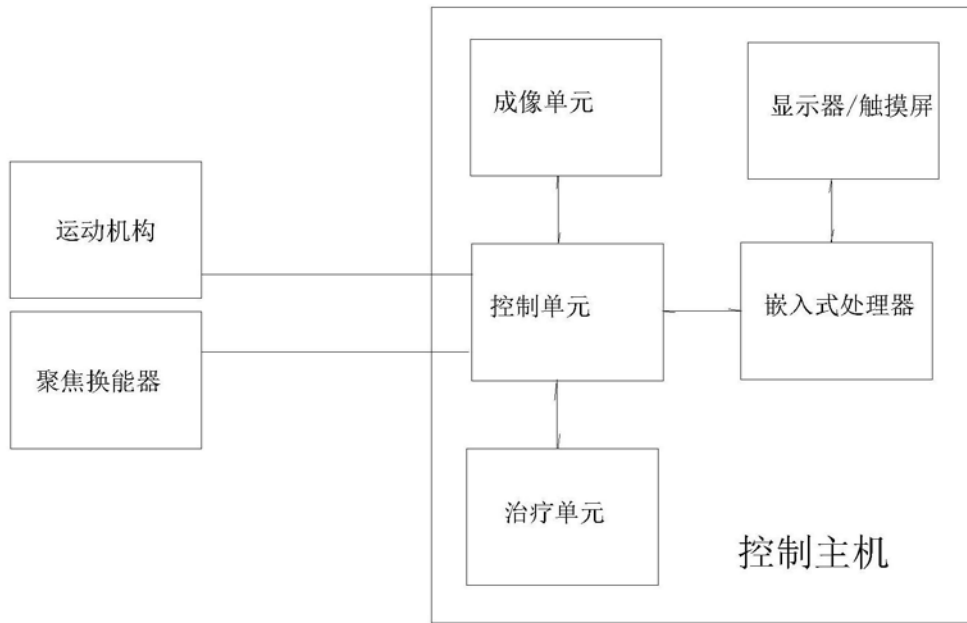 成像单元
显示器/触摸屏
运动机构
控制单元
嵌入式处理器
聚焦换能器
治疗单元
控制主机